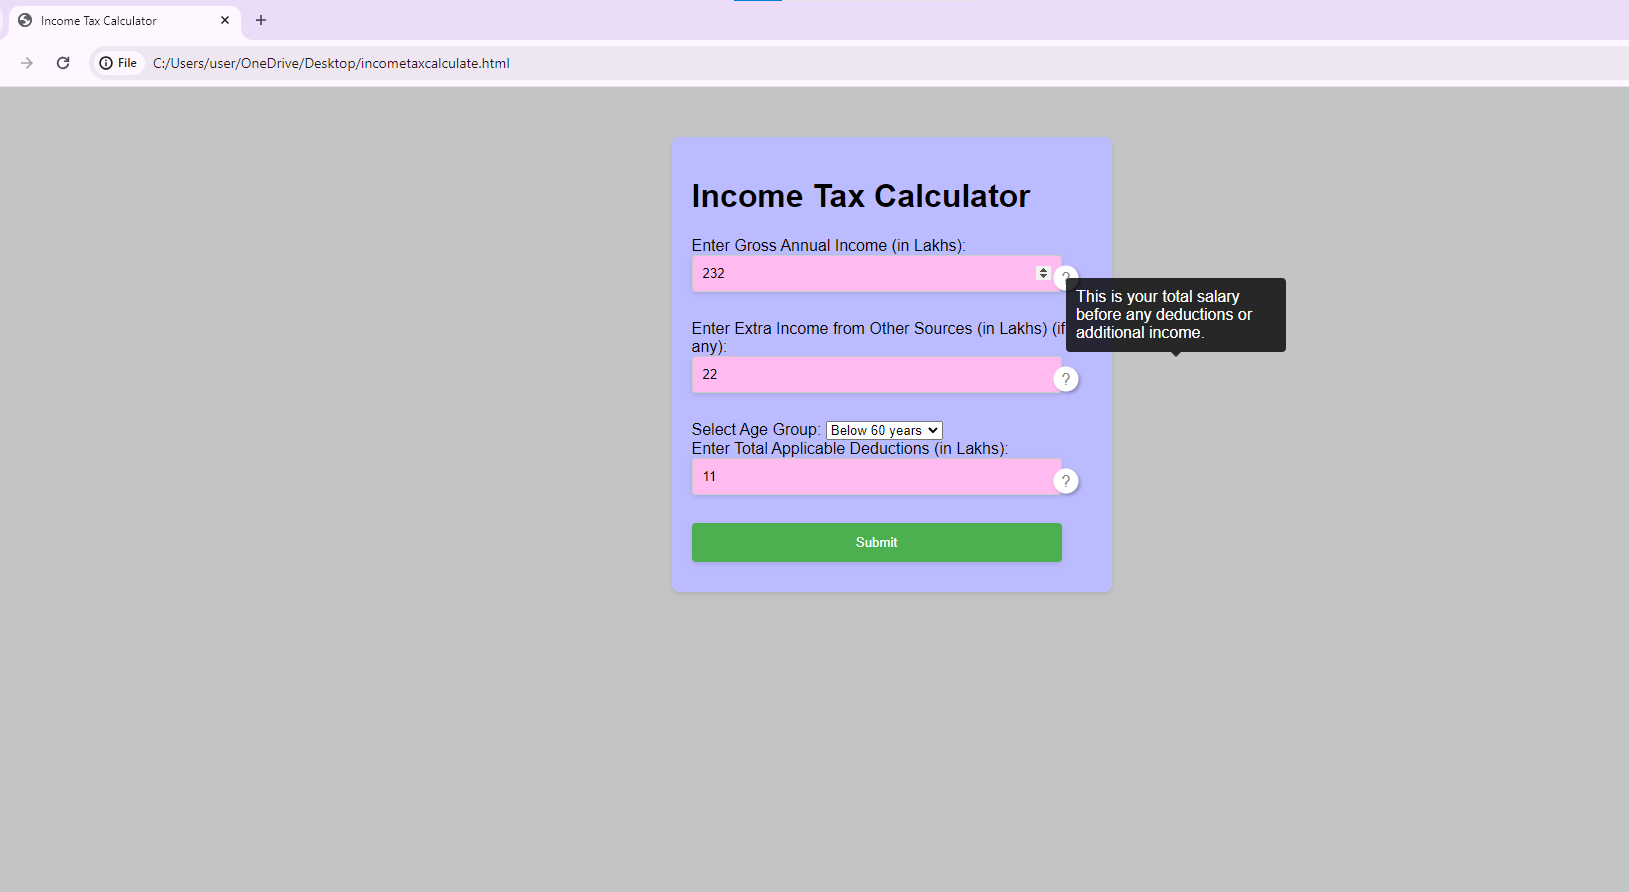 Income Tax Calculator
File C:/Users/user/OneDrive/Desktop/incometaxcalculate.html
Income Tax Calculator
Enter Gross Annual Income (in Lakhs):
232
?
This is your total salary
before any deductions or
additional income.
Enter Extra Income from Other Sources (in Lakhs) (if
any):
22
?
Select Age Group: Below 60 years
Enter Total Applicable Deductions (in Lakhs):
11
?
Submit